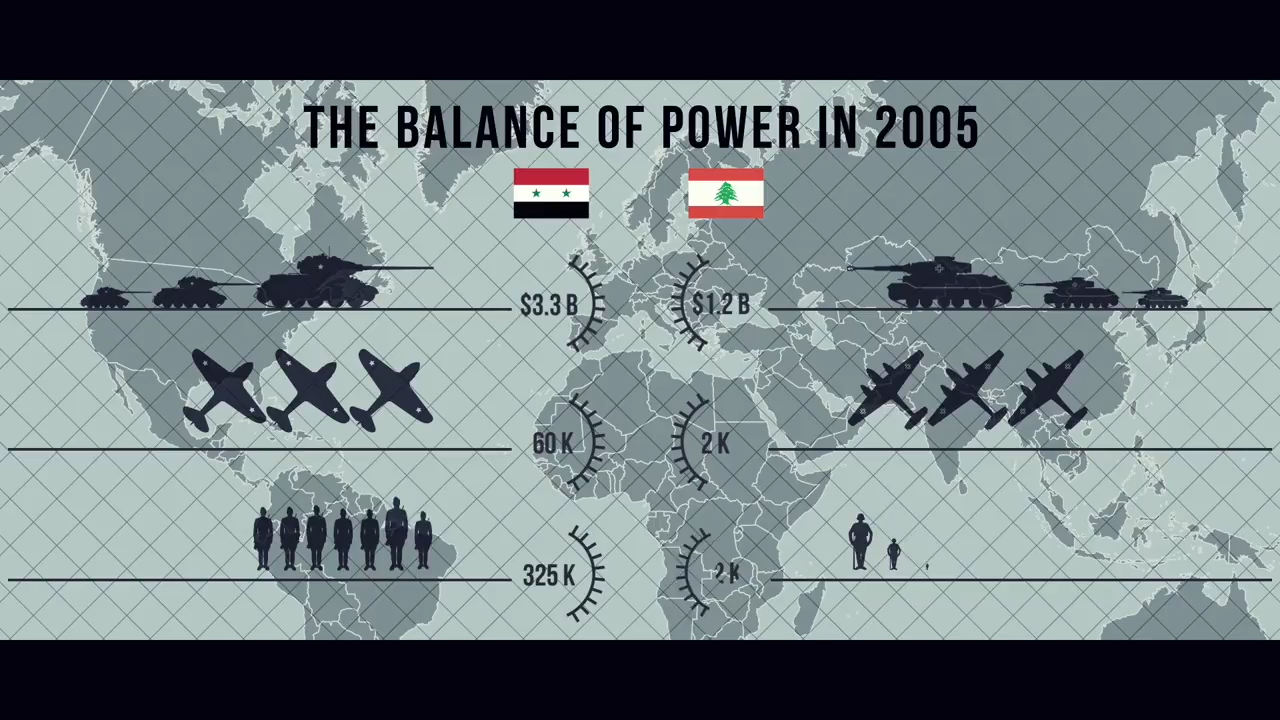 THE BALANCE OF POWER IN 2005
$3.3 B
$1.2 B
60 K
2 K
325 K